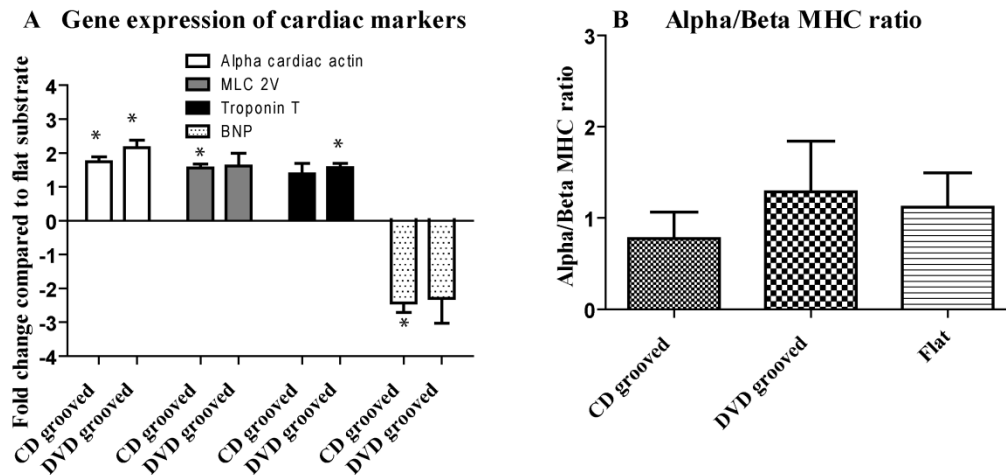 A Gene expression of cardiac markers
Alpha cardiac actin
MLC 2V
Troponin T
BNP
Fold change compared to flat substrate
4
3
2
1
0
-1
-2
-3
-4
*
*
*
*
*
CD grooved
DVD grooved
CD grooved
DVD grooved
CD grooved
DVD grooved
CD grooved
DVD grooved
B Alpha/Beta MHC ratio
Alpha/Beta MHC ratio
3
2
1
0
CD grooved
DVD grooved
Flat